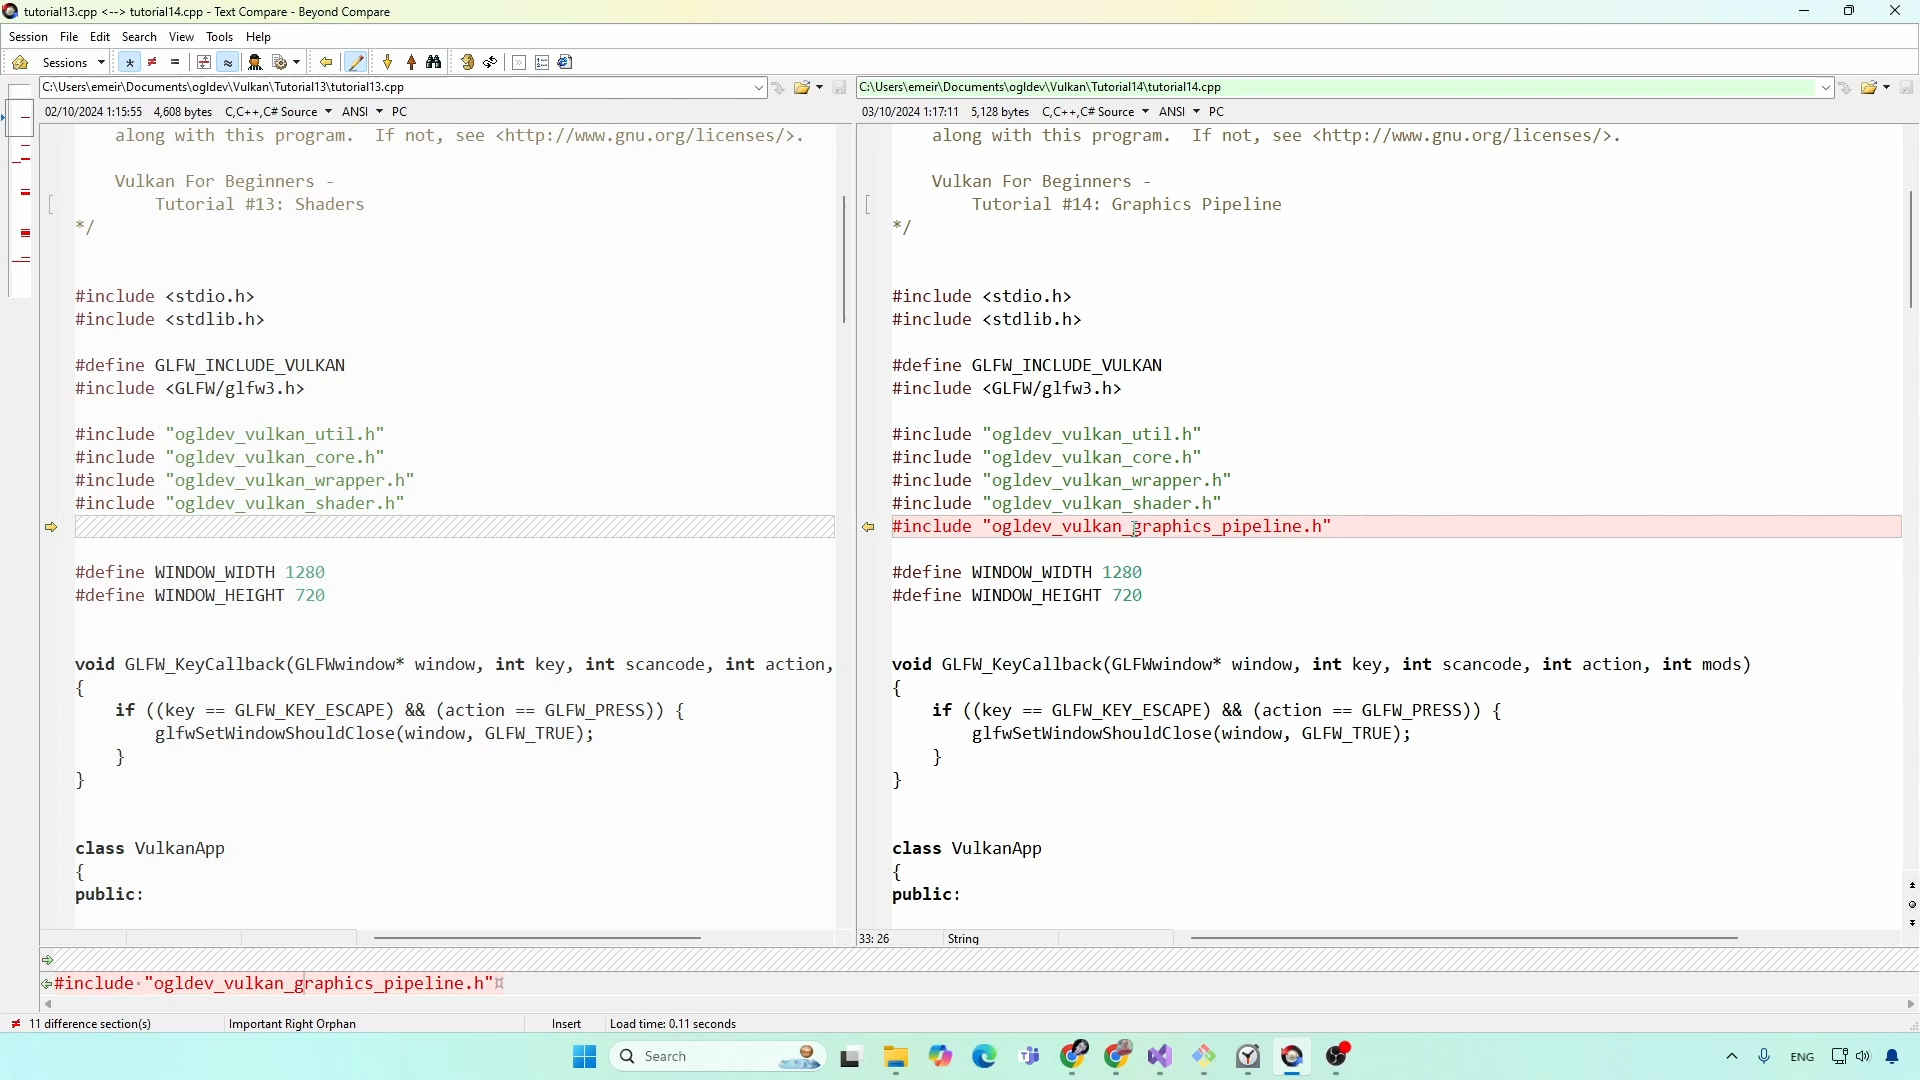 tutorial13.cpp <--> tutorial14.cpp - Text Compare - Beyond Compare
Session File Edit Search View Tools Help
Sessions
C:\Users\emeir\Documents\ogldev\Vulkan\Tutorial13\tutorial13.cpp
02/10/2024 1:15:55 4,608 bytes C,C++,C# Source ANSI PC
along with this program. If not, see <http://www.gnu.org/licenses/>.
Vulkan For Beginners -
Tutorial #13: Shaders
*/
#include <stdio.h>
#include <stdlib.h>
#define GLFW_INCLUDE_VULKAN
#include <GLFW/glfw3.h>
#include "ogldev_vulkan_util.h"
#include "ogldev_vulkan_core.h"
#include "ogldev_vulkan_wrapper.h"
#include "ogldev_vulkan_shader.h"
#define WINDOW_WIDTH 1280
#define WINDOW_HEIGHT 720
void GLFW_KeyCallback(GLFWwindow* window, int key, int scancode, int action,
{
if ((key == GLFW_KEY_ESCAPE) && (action == GLFW_PRESS)) {
glfwSetWindowShouldClose(window, GLFW_TRUE);
}
}
class VulkanApp
{
public:
C:\Users\emeir\Documents\ogldev\Vulkan\Tutorial14\tutorial14.cpp
03/10/2024 1:17:11 5,128 bytes C,C++,C# Source ANSI PC
along with this program. If not, see <http://www.gnu.org/licenses/>.
Vulkan For Beginners -
Tutorial #14: Graphics Pipeline
*/
#include <stdio.h>
#include <stdlib.h>
#define GLFW_INCLUDE_VULKAN
#include <GLFW/glfw3.h>
#include "ogldev_vulkan_util.h"
#include "ogldev_vulkan_core.h"
#include "ogldev_vulkan_wrapper.h"
#include "ogldev_vulkan_shader.h"
#include "ogldev_vulkan_graphics_pipeline.h"
#define WINDOW_WIDTH 1280
#define WINDOW_HEIGHT 720
void GLFW_KeyCallback(GLFWwindow* window, int key, int scancode, int action, int mods)
{
if ((key == GLFW_KEY_ESCAPE) && (action == GLFW_PRESS)) {
glfwSetWindowShouldClose(window, GLFW_TRUE);
}
}
class VulkanApp
{
public:
33: 26 String
#include "ogldev_vulkan_graphics_pipeline.h"
11 difference section(s) Important Right Orphan Insert Load time: 0.11 seconds
Search
ENG